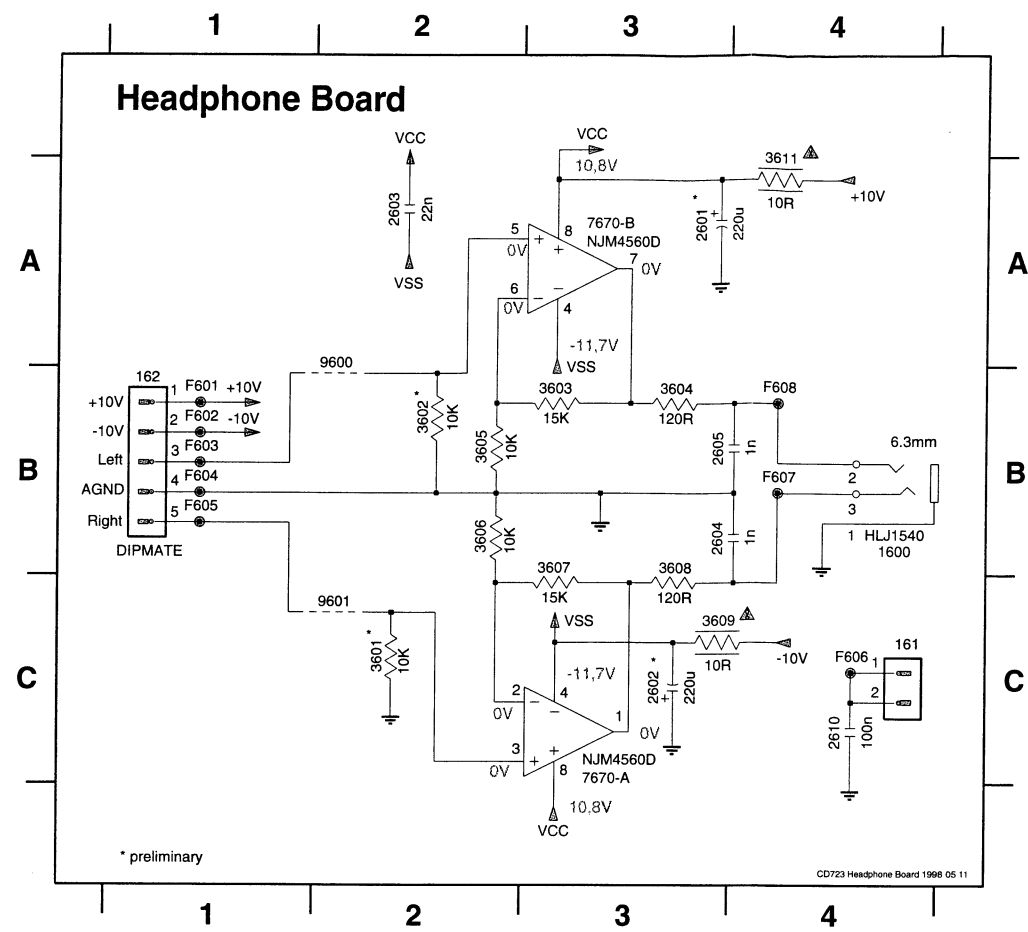 1 2 3 4
Headphone Board
VCC
2603
22n
VSS
VCC
10,8V
3611
10R
+10V
*
2601
+
220u
7670-B
NJM4560D
5
0V
+
8
+
7
0V
6
0V
–
–
4
-11,7V
VSS
A
A
9600
162
+10V
1
F601
+10V
-10V
2
F602
-10V
Left
3
F603
AGND
4
F604
Right
5
F605
DIPMATE
*
3602
10K
3603
15K
3604
120R
3605
10K
2605
1n
F608
6.3mm
2
F607
3
1
HLJ1540
1600
B
B
3606
10K
2604
1n
3607
15K
3608
120R
9601
*
3601
10K
VSS
3609
10R
-10V
-11,7V
*
2602
+
220u
2
0V
–
4
–
1
0V
3
0V
+
+
8
NJM4560D
7670-A
10,8V
VCC
161
F606
1
2
2610
100n
C
C
* preliminary
CD723 Headphone Board 1998 05 11
1 2 3 4